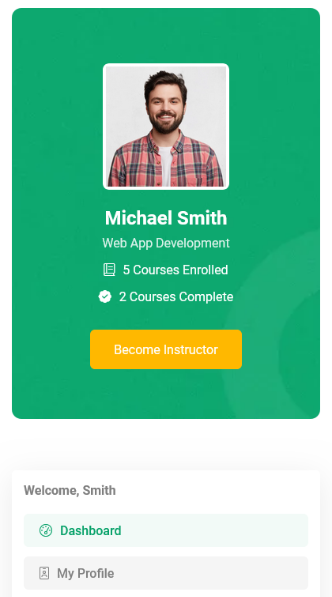 Michael Smith
Web App Development
5 Courses Enrolled
2 Courses Complete
Become Instructor
Welcome, Smith
Dashboard
My Profile